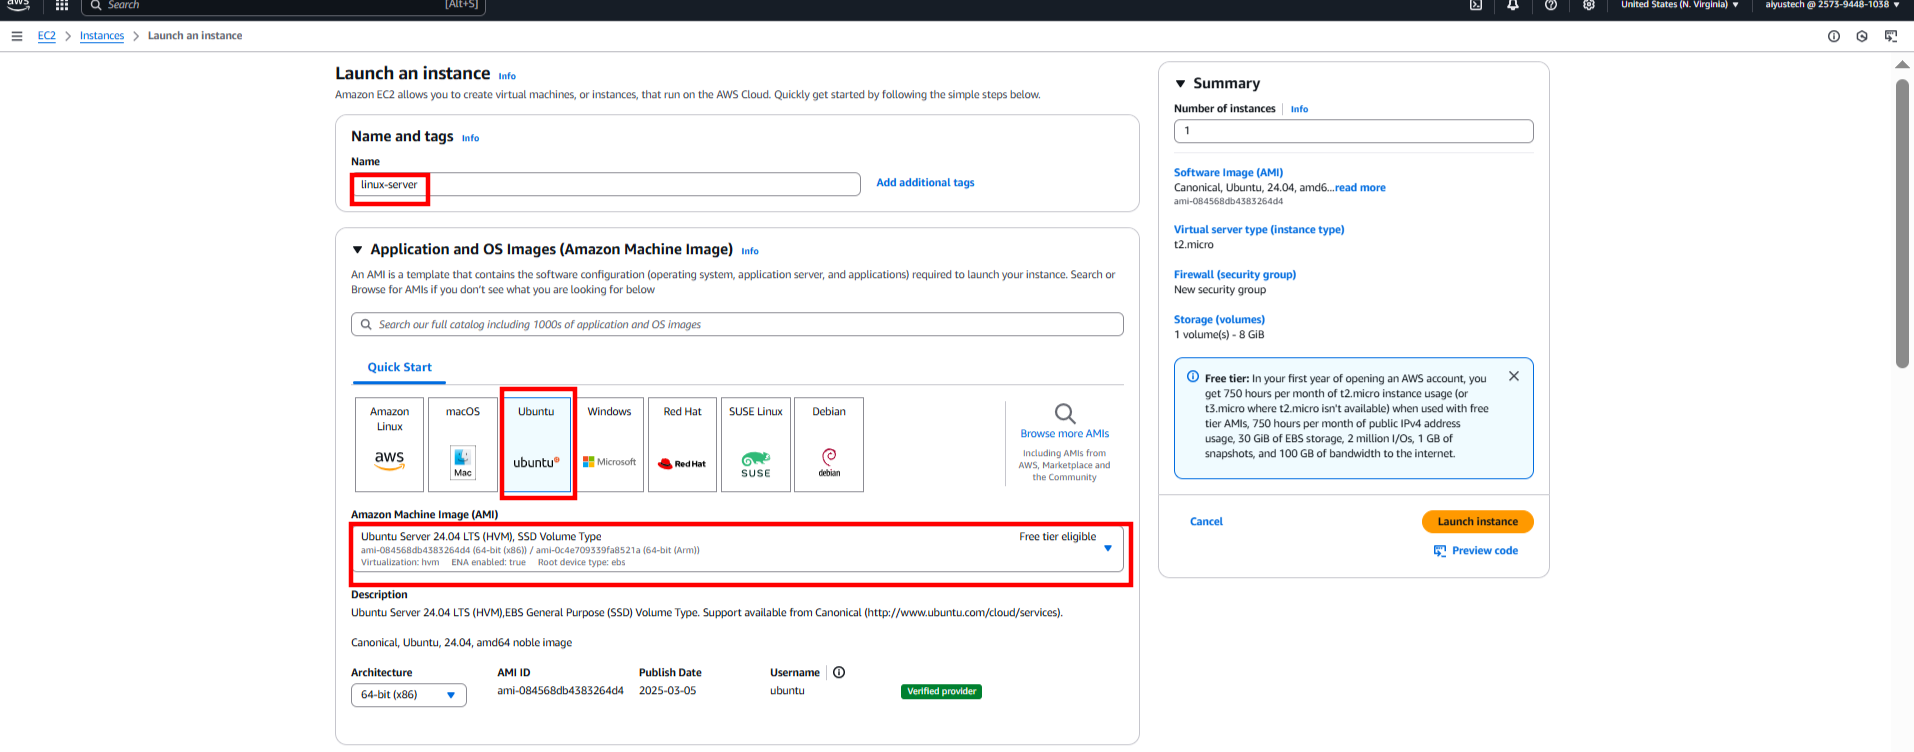 aws
Search
[Alt+S]
United States (N. Virginia)
aiyustech @ 2573-9448-1038
EC2
Instances
Launch an instance
Launch an instance Info
Amazon EC2 allows you to create virtual machines, or instances, that run on the AWS Cloud. Quickly get started by following the simple steps below.
Name and tags Info
Name
linux-server
Add additional tags
Application and OS Images (Amazon Machine Image) Info
An AMI is a template that contains the software configuration (operating system, application server, and applications) required to launch your instance. Search or
Browse for AMIs if you don't see what you are looking for below
Search our full catalog including 1000s of application and OS images
Quick Start
Amazon
Linux
aws
macOS
Mac
Ubuntu
ubuntu
Windows
Microsoft
Red Hat
Red Hat
SUSE Linux
SUSE
Debian
debian
Browse more AMIs
Including AMIs from
AWS, Marketplace and
the Community
Amazon Machine Image (AMI)
Ubuntu Server 24.04 LTS (HVM), SSD Volume Type
Free tier eligible
ami-084568db4383264d4 (64-bit (x86)) / ami-0c4e709339fa8521a (64-bit (Arm))
Virtualization: hvm ENA enabled: true Root device type: ebs
Description
Ubuntu Server 24.04 LTS (HVM),EBS General Purpose (SSD) Volume Type. Support available from Canonical (http://www.ubuntu.com/cloud/services).
Canonical, Ubuntu, 24.04, amd64 noble image
Architecture
64-bit (x86)
AMI ID
ami-084568db4383264d4
Publish Date
2025-03-05
Username
ubuntu
Verified provider
Summary
Number of instances Info
1
Software Image (AMI)
Canonical, Ubuntu, 24.04, amd6...read more
ami-084568db4383264d4
Virtual server type (instance type)
t2.micro
Firewall (security group)
New security group
Storage (volumes)
1 volume(s) - 8 GiB
Free tier: In your first year of opening an AWS account, you
get 750 hours per month of t2.micro instance usage (or
t3.micro where t2.micro isn't available) when used with free
tier AMIs, 750 hours per month of public IPv4 address
usage, 30 GiB of EBS storage, 2 million I/Os, 1 GB of
snapshots, and 100 GB of bandwidth to the internet.
Cancel
Launch instance
Preview code